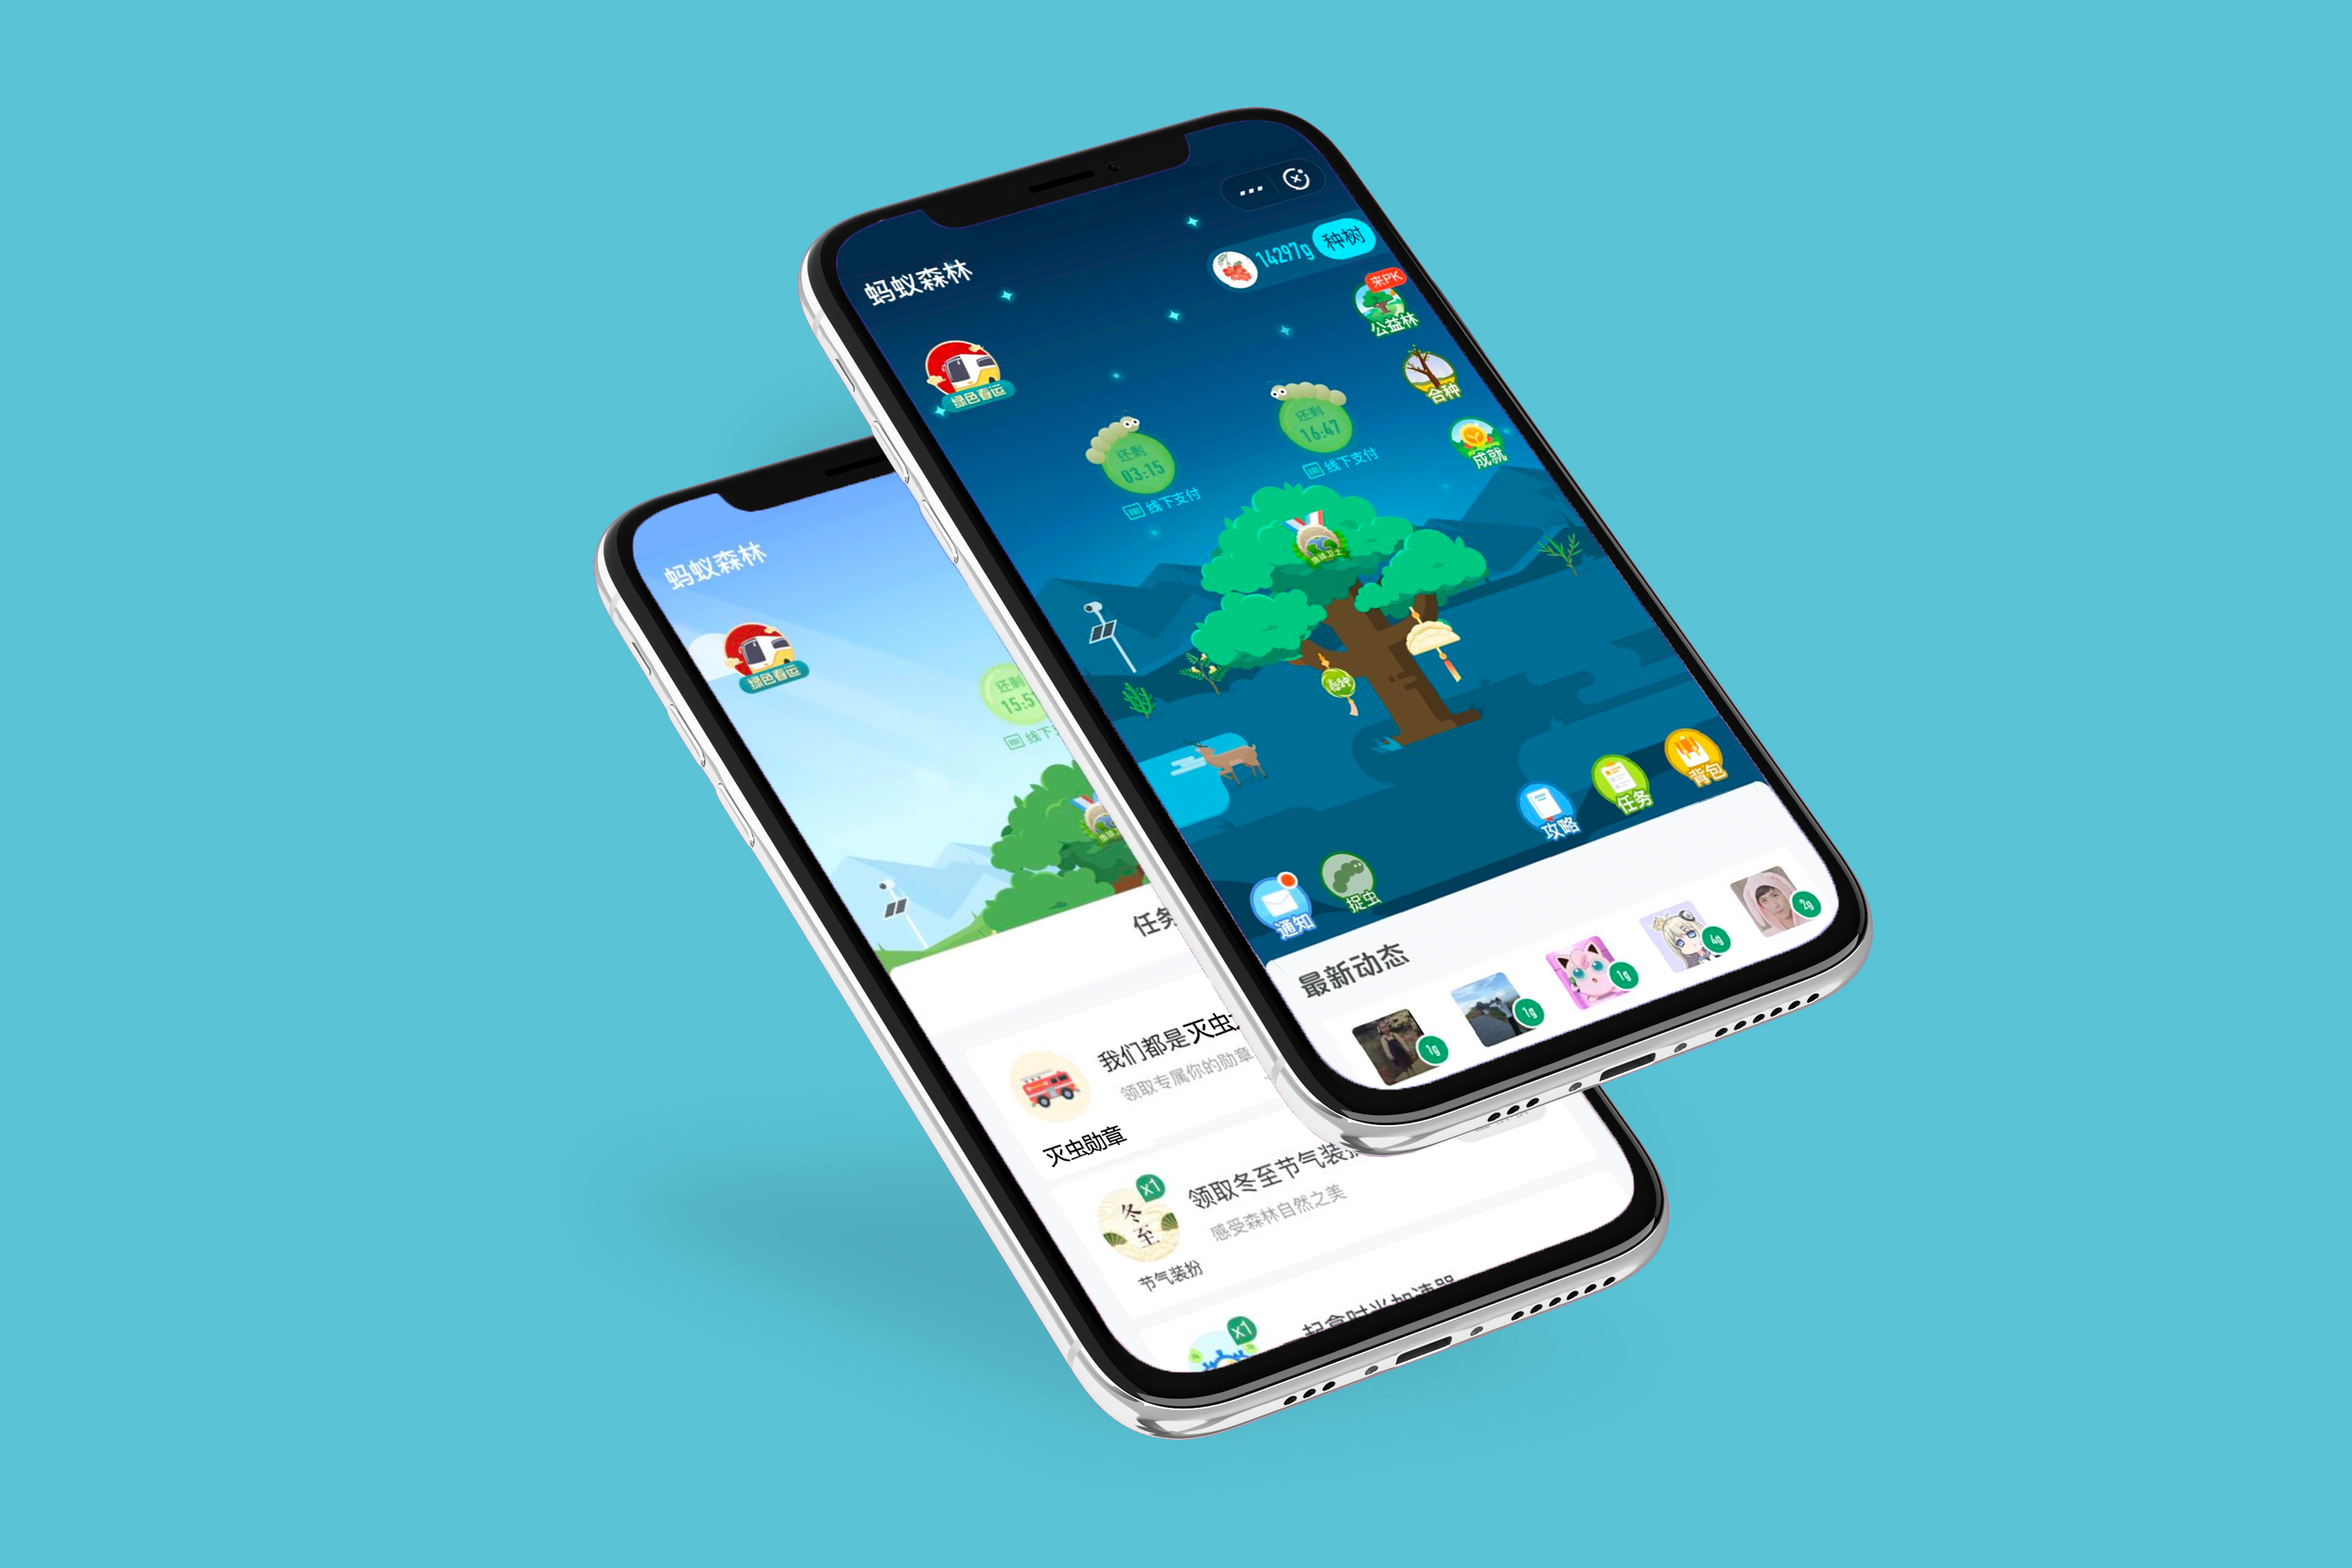 蚂蚁森林
14297g
种树
来PK
公益林
绿色春运
合种
还剩
03:15
线下支付
还剩
16:47
线下支付
成就
背包
任务
攻略
捉虫
通知
最新动态
1g
1g
1g
4g
2g
蚂蚁森林
绿色春运
还剩
线下
任务
我们都是灭虫
领取专属你的勋章
灭虫勋章
x1
冬至
领取冬至节气装扮
感受森林自然之美
节气装扮
x1